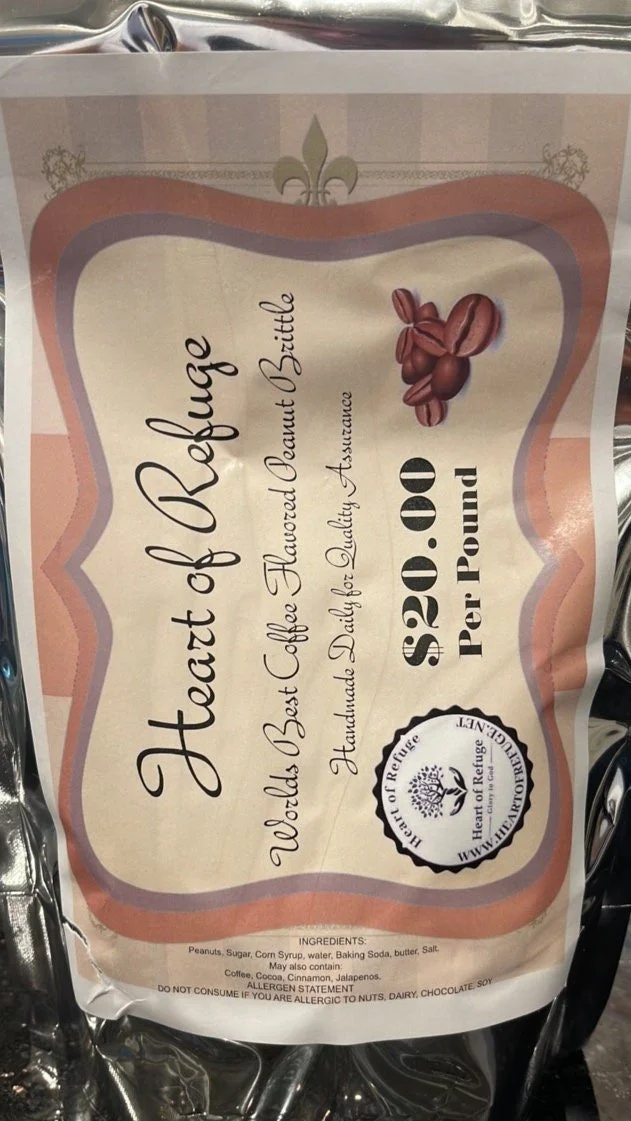 Heart of Refuge
Worlds Best Coffee Flavored Peanut Brittle
Handmade Daily for Quality Assurance
$20.00
Per Pound
Heart of Refuge
Heart of Refuge
Glory to God
WWW.HEARTOFREFUGE.NET
INGREDIENTS:
Peanuts, Sugar, Corn Syrup, water, Baking Soda, butter, Salt.
May also contain:
Coffee, Cocoa, Cinnamon, Jalapenos.
ALLERGEN STATEMENT
DO NOT CONSUME IF YOU ARE ALLERGIC TO NUTS, DAIRY, CHOCOLATE, SOY